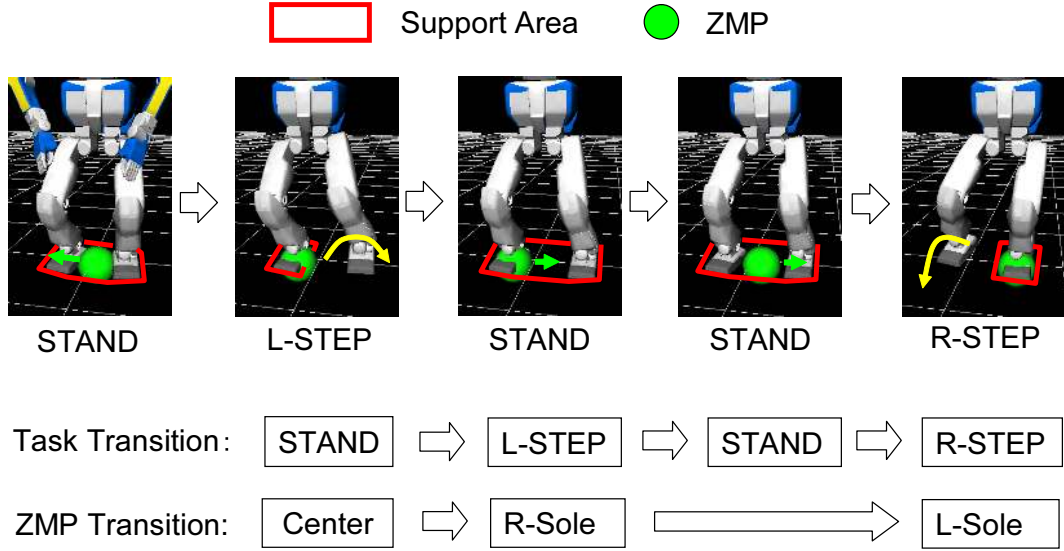 Support Area ZMP
STAND L-STEP STAND STAND R-STEP
Task Transition: STAND L-STEP STAND R-STEP
ZMP Transition: Center R-Sole L-Sole